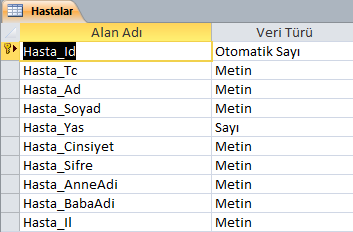 Hastalar
Alan Adı Veri Türü
Hasta_Id Otomatik Sayı
Hasta_Tc Metin
Hasta_Ad Metin
Hasta_Soyad Metin
Hasta_Yas Sayı
Hasta_Cinsiyet Metin
Hasta_Sifre Metin
Hasta_AnneAdi Metin
Hasta_BabaAdi Metin
Hasta_Il Metin